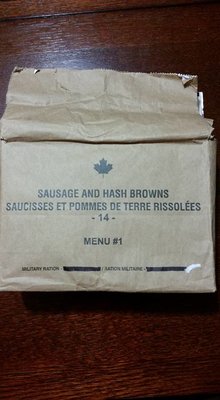 SAUSAGE AND HASH BROWNS
SAUCISSES ET POMMES DE TERRE RISSOLÉES
- 14 -
MENU #1
MILITARY RATION - / RATION MILITAIRE -